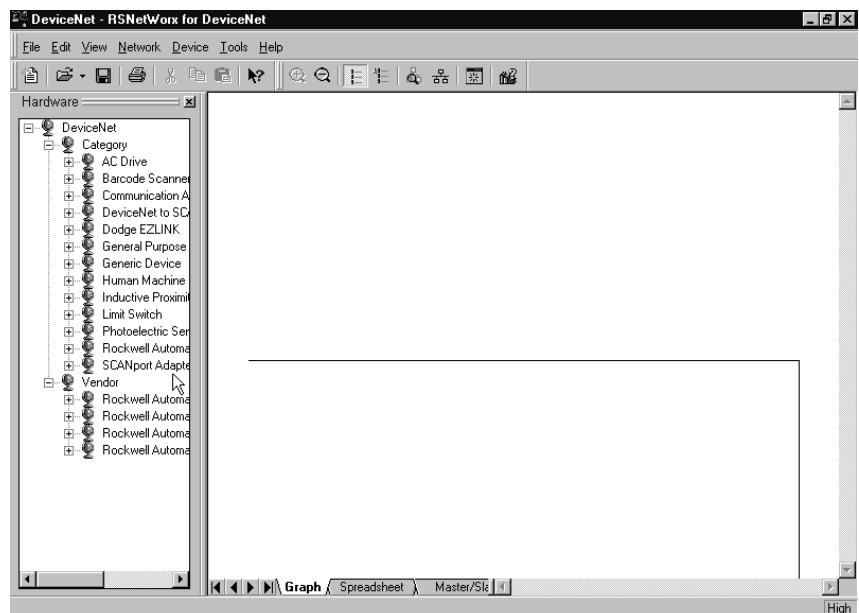 DeviceNet - RSNetWorx for DeviceNet
File Edit View Network Device Tools Help
Hardware
DeviceNet
Category
AC Drive
Barcode Scanner
Communication A
DeviceNet to SCA
Dodge EZLINK
General Purpose
Generic Device
Human Machine
Inductive Proximit
Limit Switch
Photoelectric Ser
Rockwell Automa
SCANport Adapte
Vendor
Rockwell Automa
Rockwell Automa
Rockwell Automa
Rockwell Automa
Graph Spreadsheet Master/Sla
High